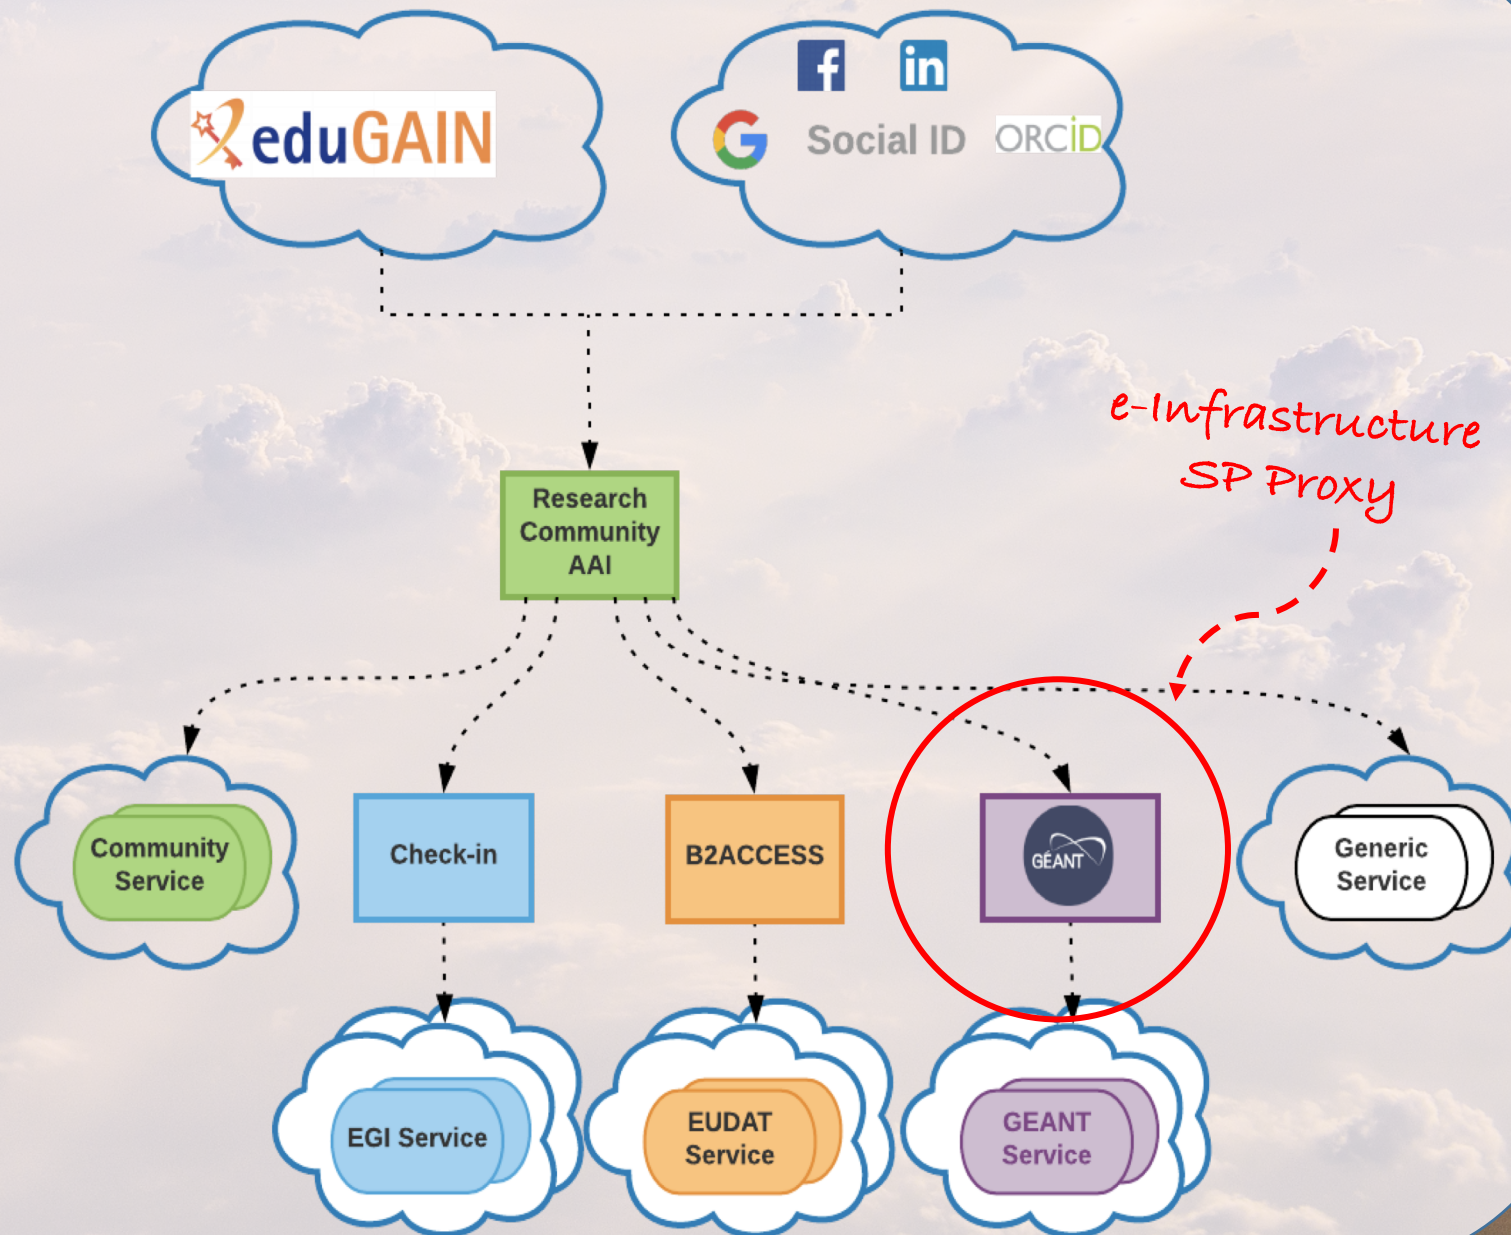 eduGAIN
Social ID
ORCID
e-Infrastructure
SP Proxy
Research
Community
AAI
Community
Service
Check-in
B2ACCESS
GÉANT
Generic
Service
EGI Service
EUDAT
Service
GEANT
Service